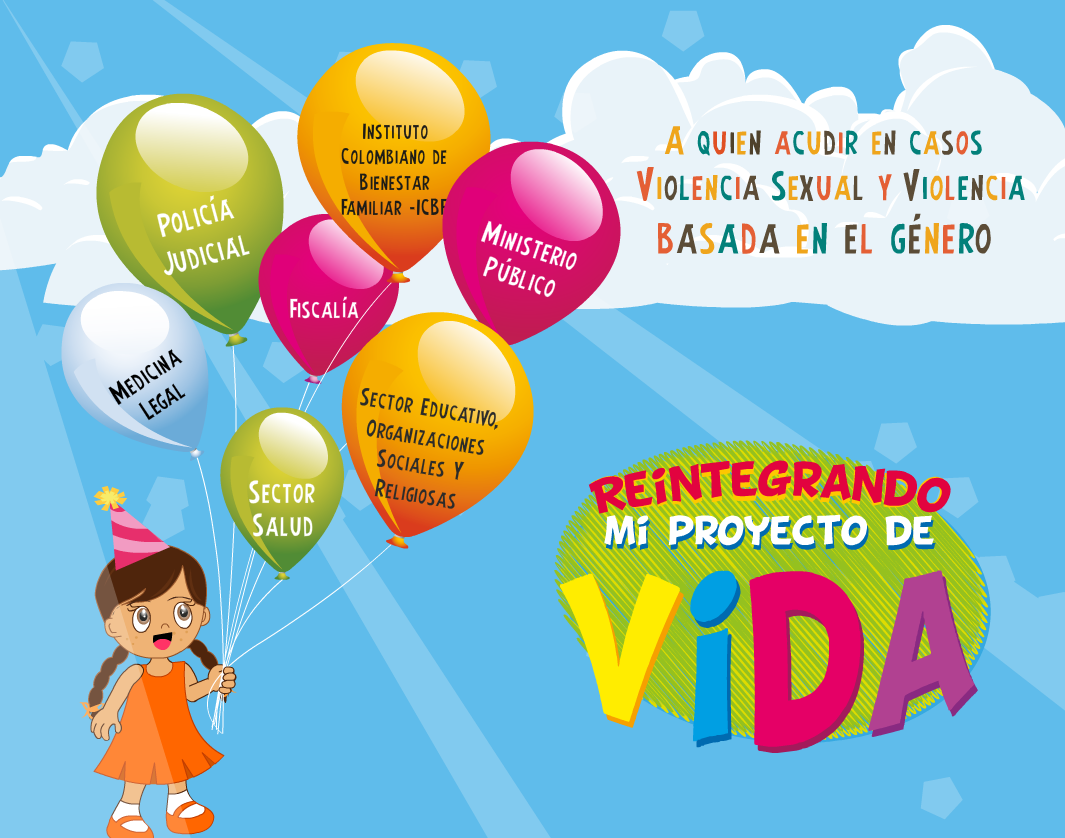 A QUIEN ACUDIR EN CASOS
VIOLENCIA SEXUAL Y VIOLENCIA
BASADA EN EL GÉNERO
INSTITUTO
COLOMBIANO DE
BIENESTAR
FAMILIAR -ICBF
POLICÍA
JUDICIAL
MINISTERIO
PÚBLICO
FISCALÍA
MEDICINA
LEGAL
SECTOR EDUCATIVO,
ORGANIZACIONES
SOCIALES Y
RELIGIOSAS
SECTOR
SALUD
REiNTEGRANDO
Mi PROYECTO DE
ViDA